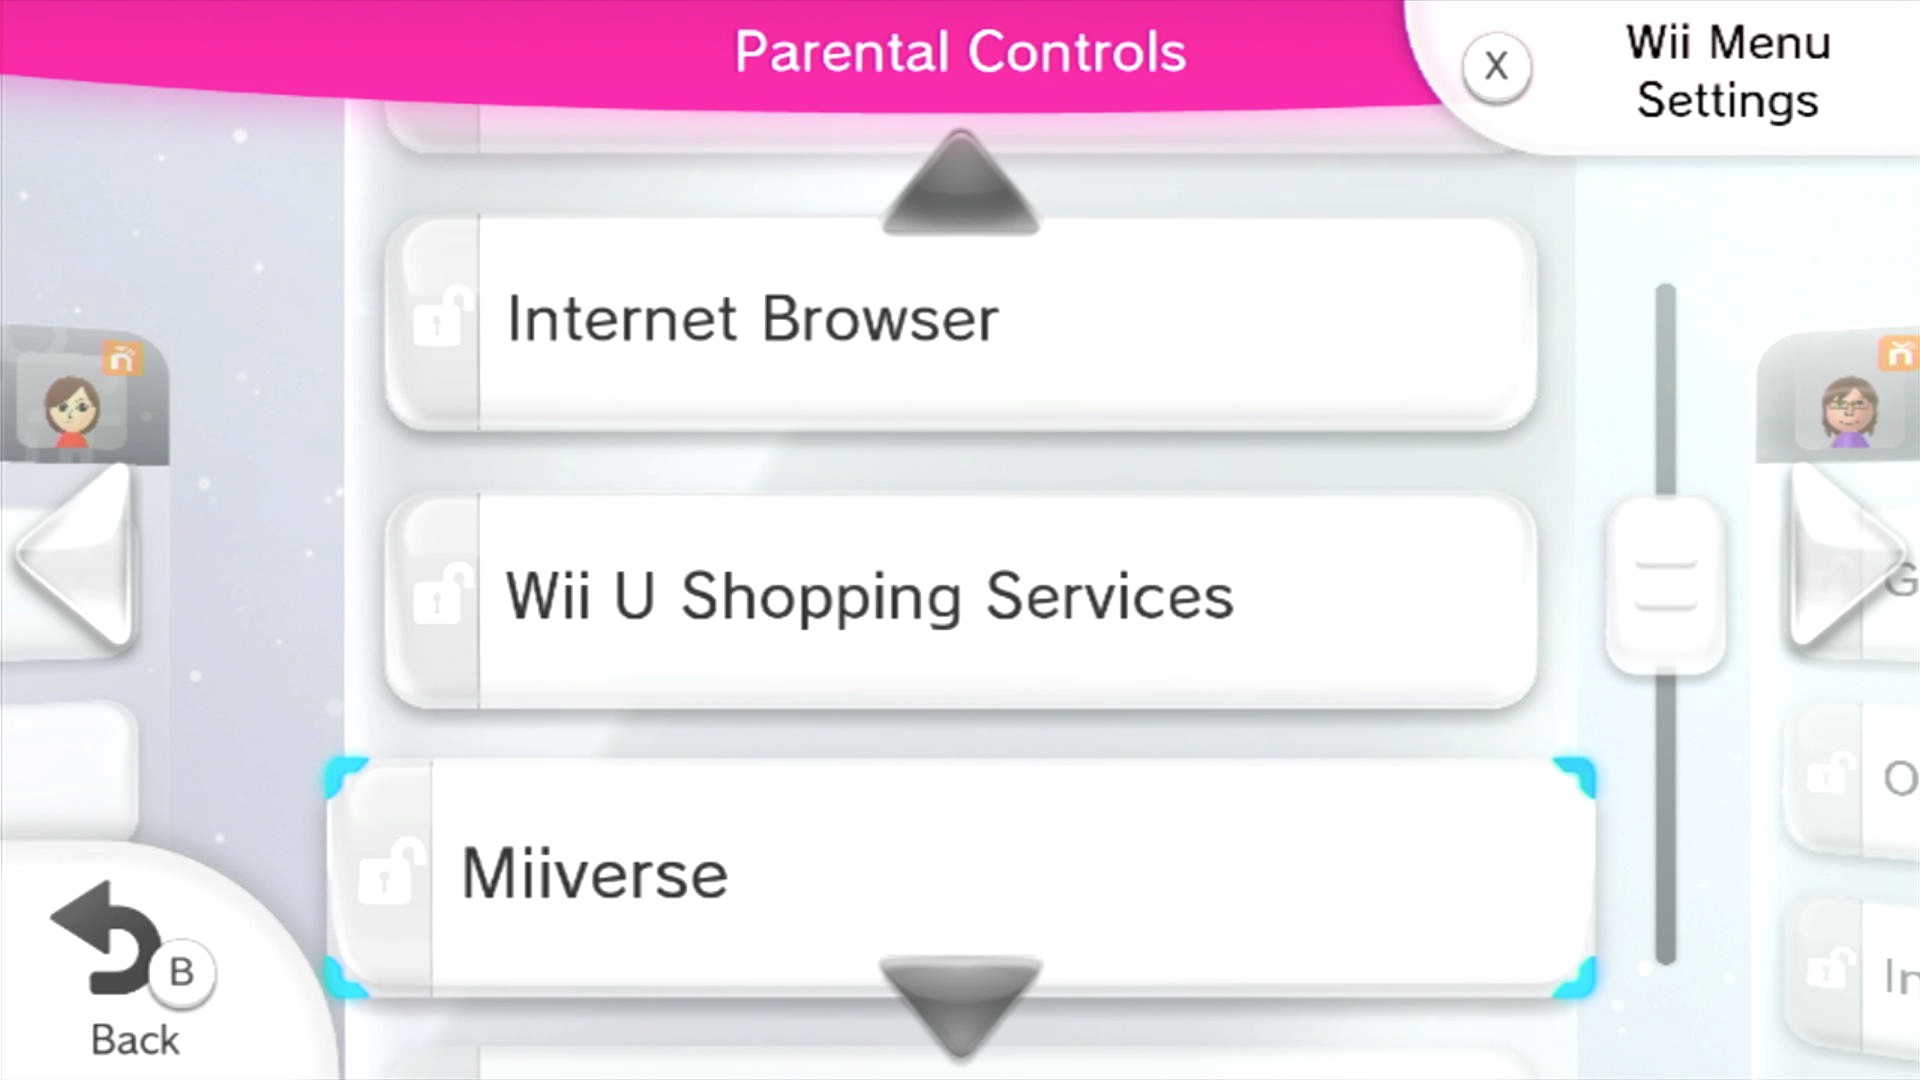 Parental Controls
X
Wii Menu
Settings
Internet Browser
Wii U Shopping Services
Miiverse
B
Back
G
O
In